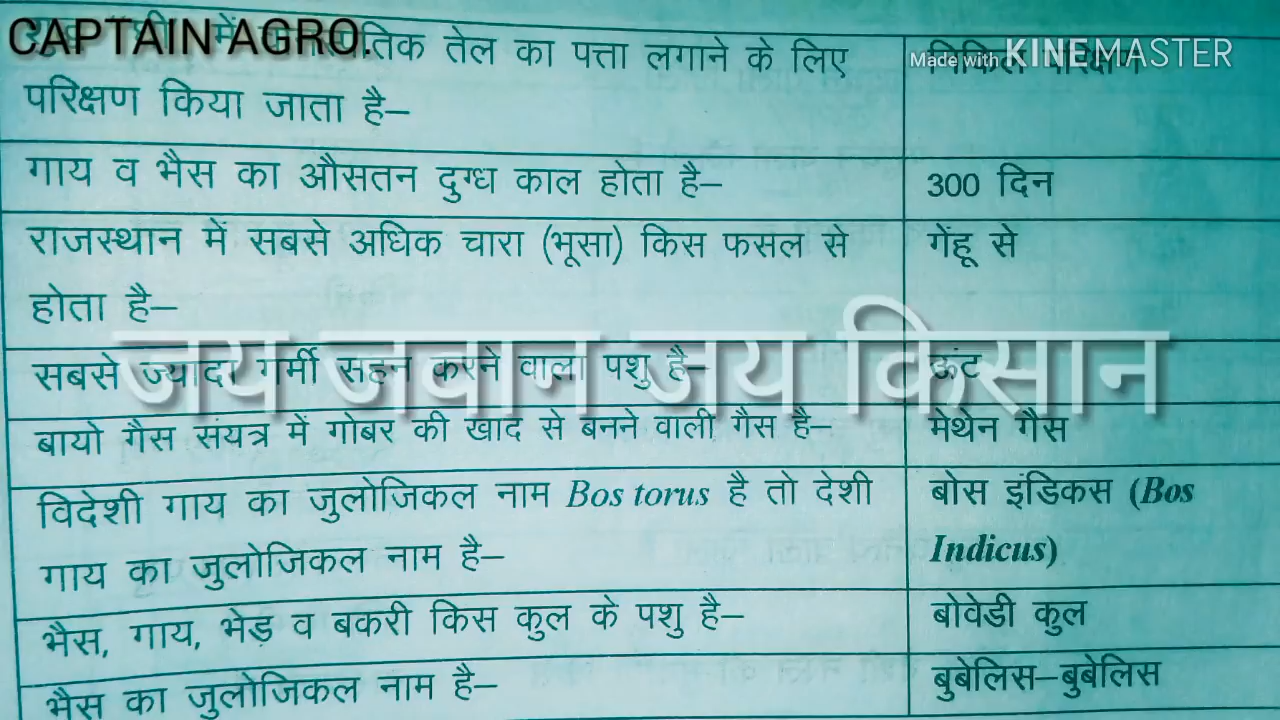 CAPTAIN AGRO.
Made with KINEMASTER
में तेल का पत्ता लगाने के लिए
परिक्षण किया जाता है–
गाय व भैस का औसतन दुग्ध काल होता है– 300 दिन
राजस्थान में सबसे अधिक चारा (भूसा) किस फसल से गेंहू से
होता है–
जय जवान जय किसान
सबसे ज्यादा गर्मी सहन करने वाला पशु है– ऊंट
बायो गैस संयत्र में गोबर की खाद से बनने वाली गैस है– मेथेन गैस
विदेशी गाय का जुलोजिकल नाम Bos torus है तो देशी बोस इंडिकस (Bos
गाय का जुलोजिकल नाम है– Indicus)
भैस, गाय, भेड़ व बकरी किस कुल के पशु है– बोवेडी कुल
भैस का जुलोजिकल नाम है– बुबेलिस–बुबेलिस